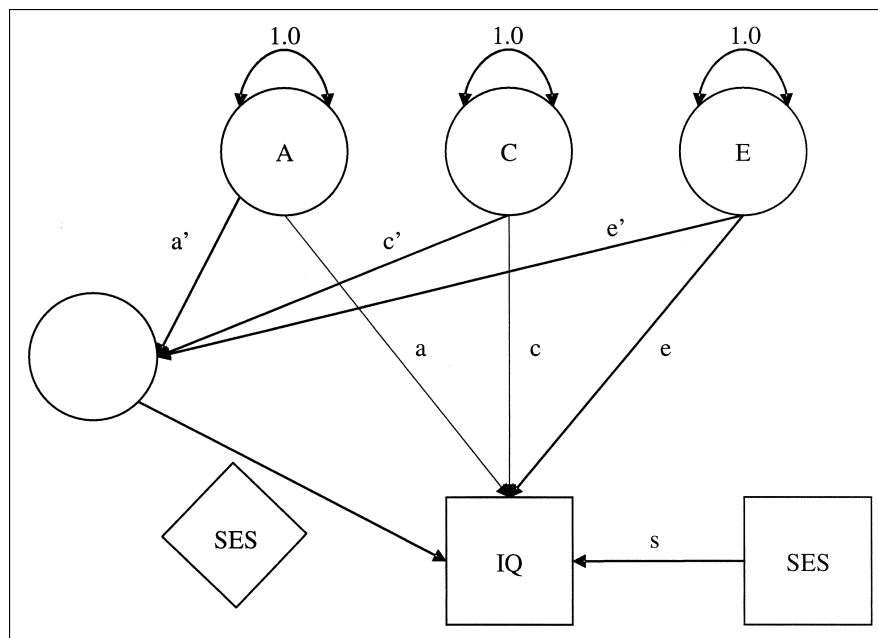 1.0 1.0 1.0
A C E
a’ c’ e’
a c e
SES IQ s SES